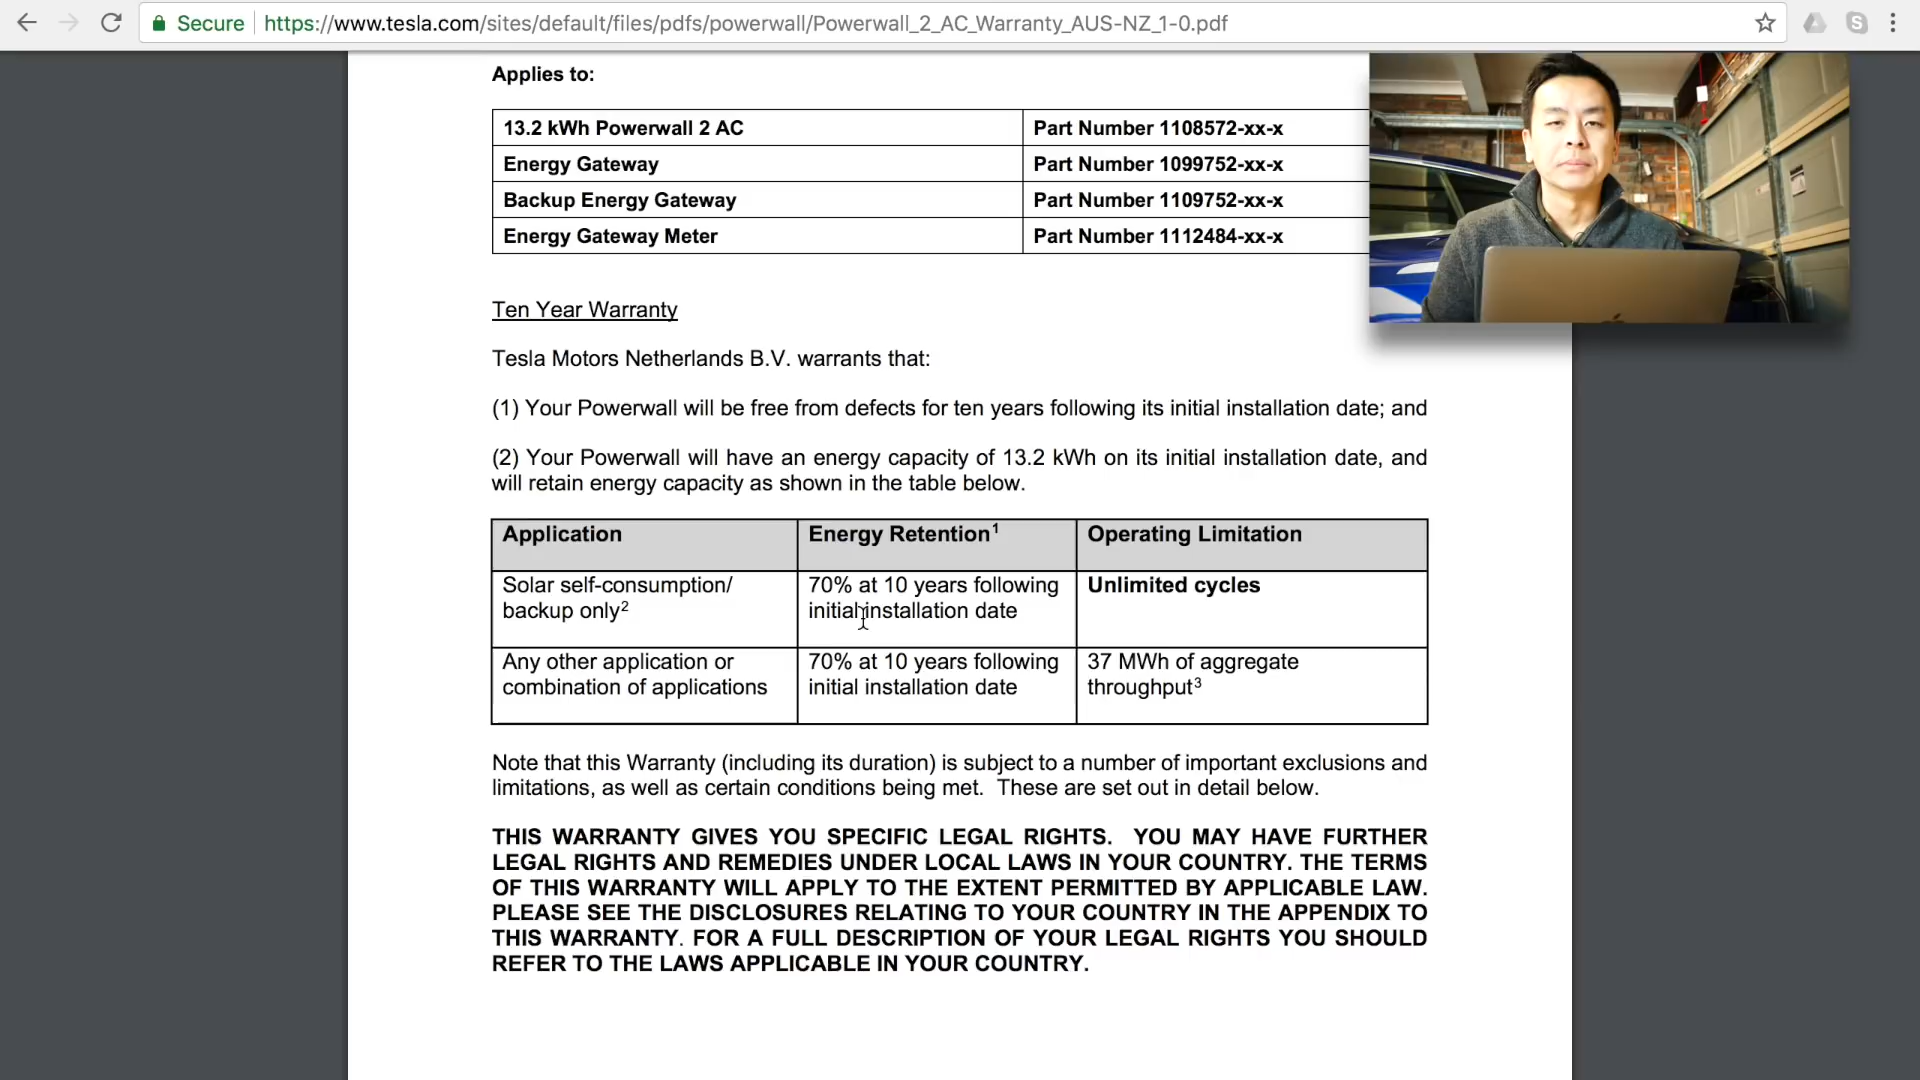 Secure https://www.tesla.com/sites/default/files/pdfs/powerwall/Powerwall_2_AC_Warranty_AUS-NZ_1-0.pdf
Applies to:
13.2 kWh Powerwall 2 AC Part Number 1108572-xx-x
Energy Gateway Part Number 1099752-xx-x
Backup Energy Gateway Part Number 1109752-xx-x
Energy Gateway Meter Part Number 1112484-xx-x
Ten Year Warranty
Tesla Motors Netherlands B.V. warrants that:
(1) Your Powerwall will be free from defects for ten years following its initial installation date; and
(2) Your Powerwall will have an energy capacity of 13.2 kWh on its initial installation date, and
will retain energy capacity as shown in the table below.
Application Energy Retention¹ Operating Limitation
Solar self-consumption/ 70% at 10 years following Unlimited cycles
backup only² initial installation date
Any other application or 70% at 10 years following 37 MWh of aggregate
combination of applications initial installation date throughput³
Note that this Warranty (including its duration) is subject to a number of important exclusions and
limitations, as well as certain conditions being met. These are set out in detail below.
THIS WARRANTY GIVES YOU SPECIFIC LEGAL RIGHTS. YOU MAY HAVE FURTHER
LEGAL RIGHTS AND REMEDIES UNDER LOCAL LAWS IN YOUR COUNTRY. THE TERMS
OF THIS WARRANTY WILL APPLY TO THE EXTENT PERMITTED BY APPLICABLE LAW.
PLEASE SEE THE DISCLOSURES RELATING TO YOUR COUNTRY IN THE APPENDIX TO
THIS WARRANTY. FOR A FULL DESCRIPTION OF YOUR LEGAL RIGHTS YOU SHOULD
REFER TO THE LAWS APPLICABLE IN YOUR COUNTRY.